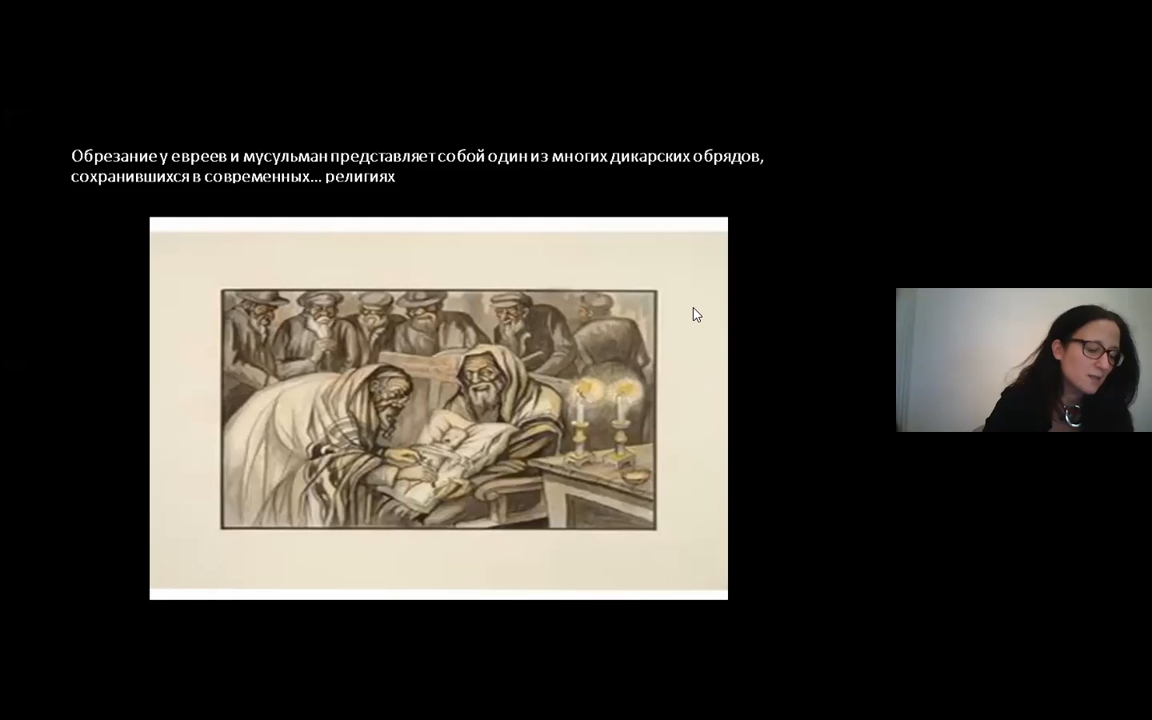 Обрезание у евреев и мусульман представляет собой один из многих дикарских обрядов,
сохранившихся в современных... религиях